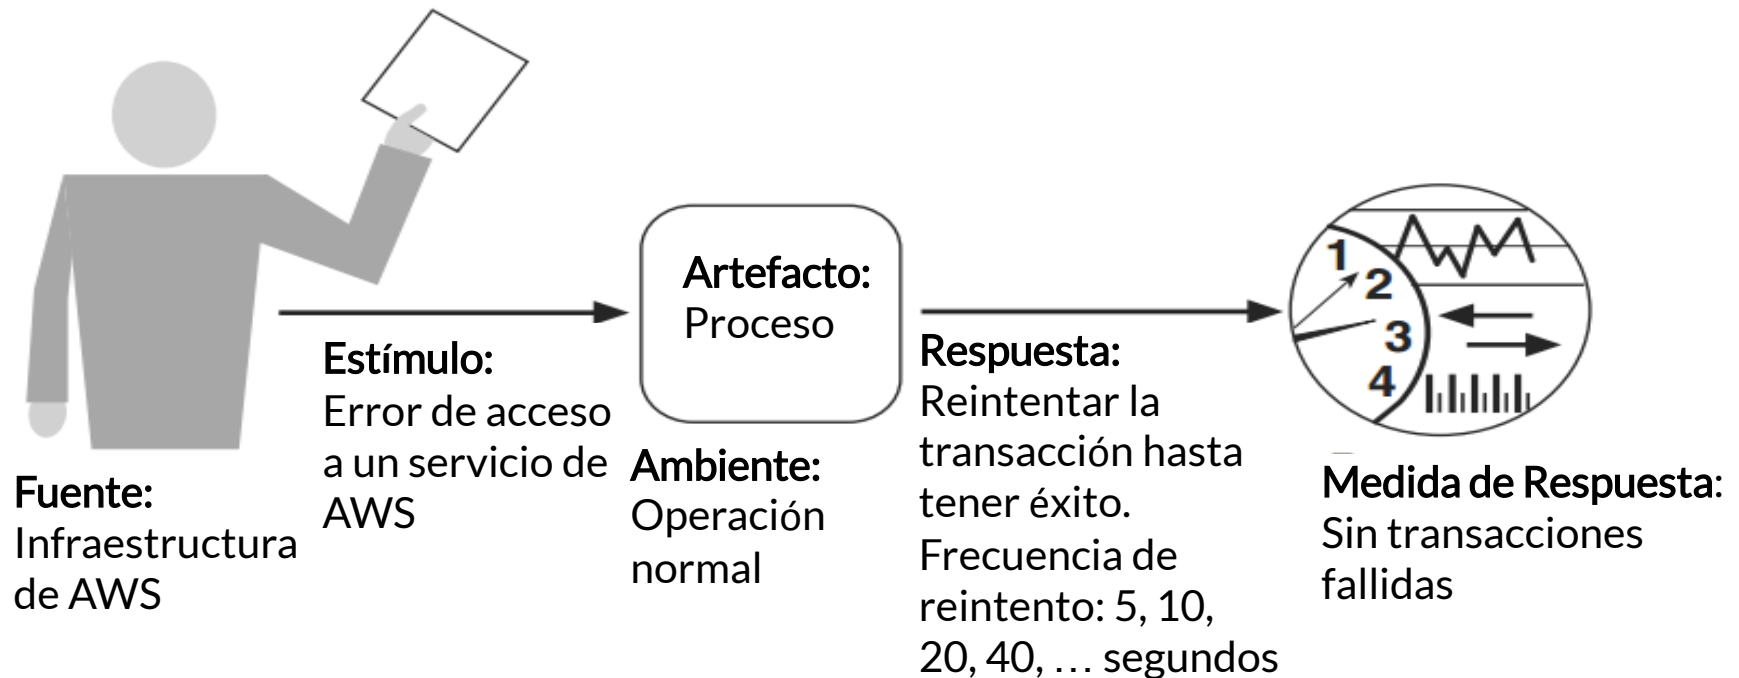 Fuente:
Infraestructura
de AWS
Estímulo:
Error de acceso
a un servicio de
AWS
Artefacto:
Proceso
Ambiente:
Operación
normal
Respuesta:
Reintentar la
transacción hasta
tener éxito.
Frecuencia de
reintento: 5, 10,
20, 40, … segundos
1
2
3
4
Medida de Respuesta:
Sin transacciones
fallidas